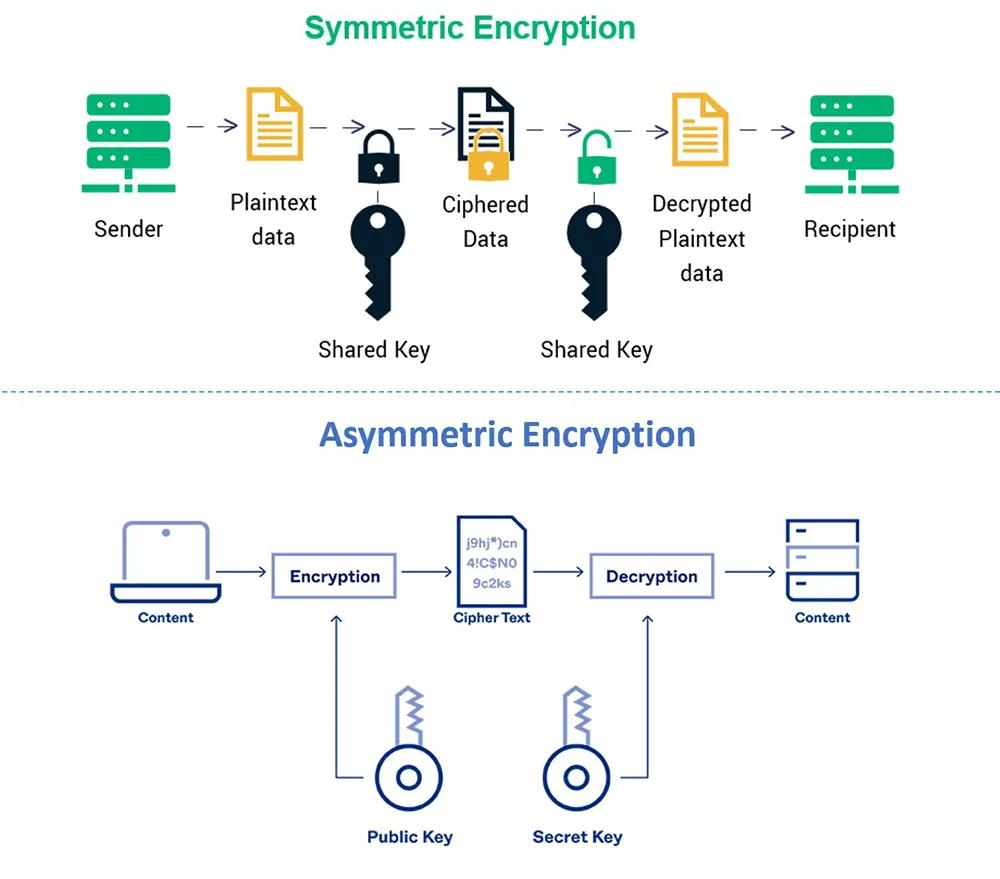 Symmetric Encryption
Sender
Plaintext
data
Ciphered
Data
Decrypted
Plaintext
data
Recipient
Shared Key
Shared Key
Asymmetric Encryption
Content
Encryption
j9hj*)cn
4!C$N0
9c2ks
Cipher Text
Decryption
Content
Public Key
Secret Key